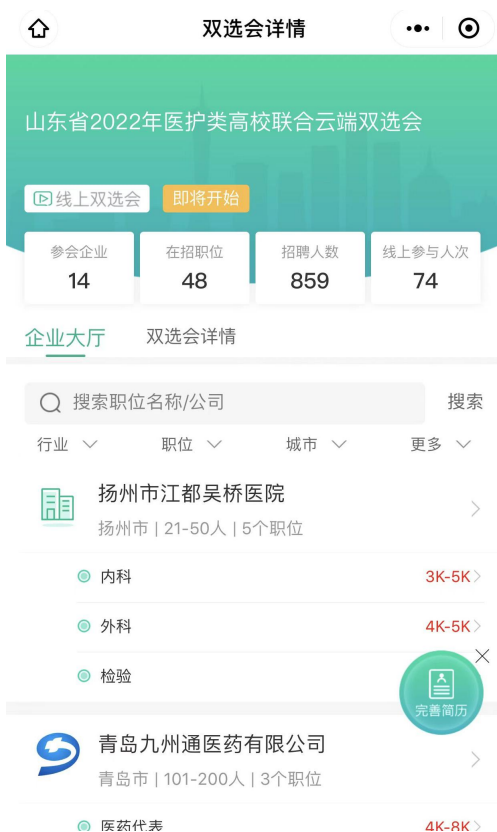 双选会详情
山东省2022年医护类高校联合云端双选会
线上双选会 即将开始
参会企业 在招职位 招聘人数 线上参与人次
14 48 859 74
企业大厅 双选会详情
搜索职位名称/公司 搜索
行业 职位 城市 更多
扬州市江都吴桥医院
扬州市 | 21-50人 | 5个职位
内科 3K-5K
外科 4K-5K
检验
完善简历
青岛九州通医药有限公司
青岛市 | 101-200人 | 3个职位
医药代表 4K-8K